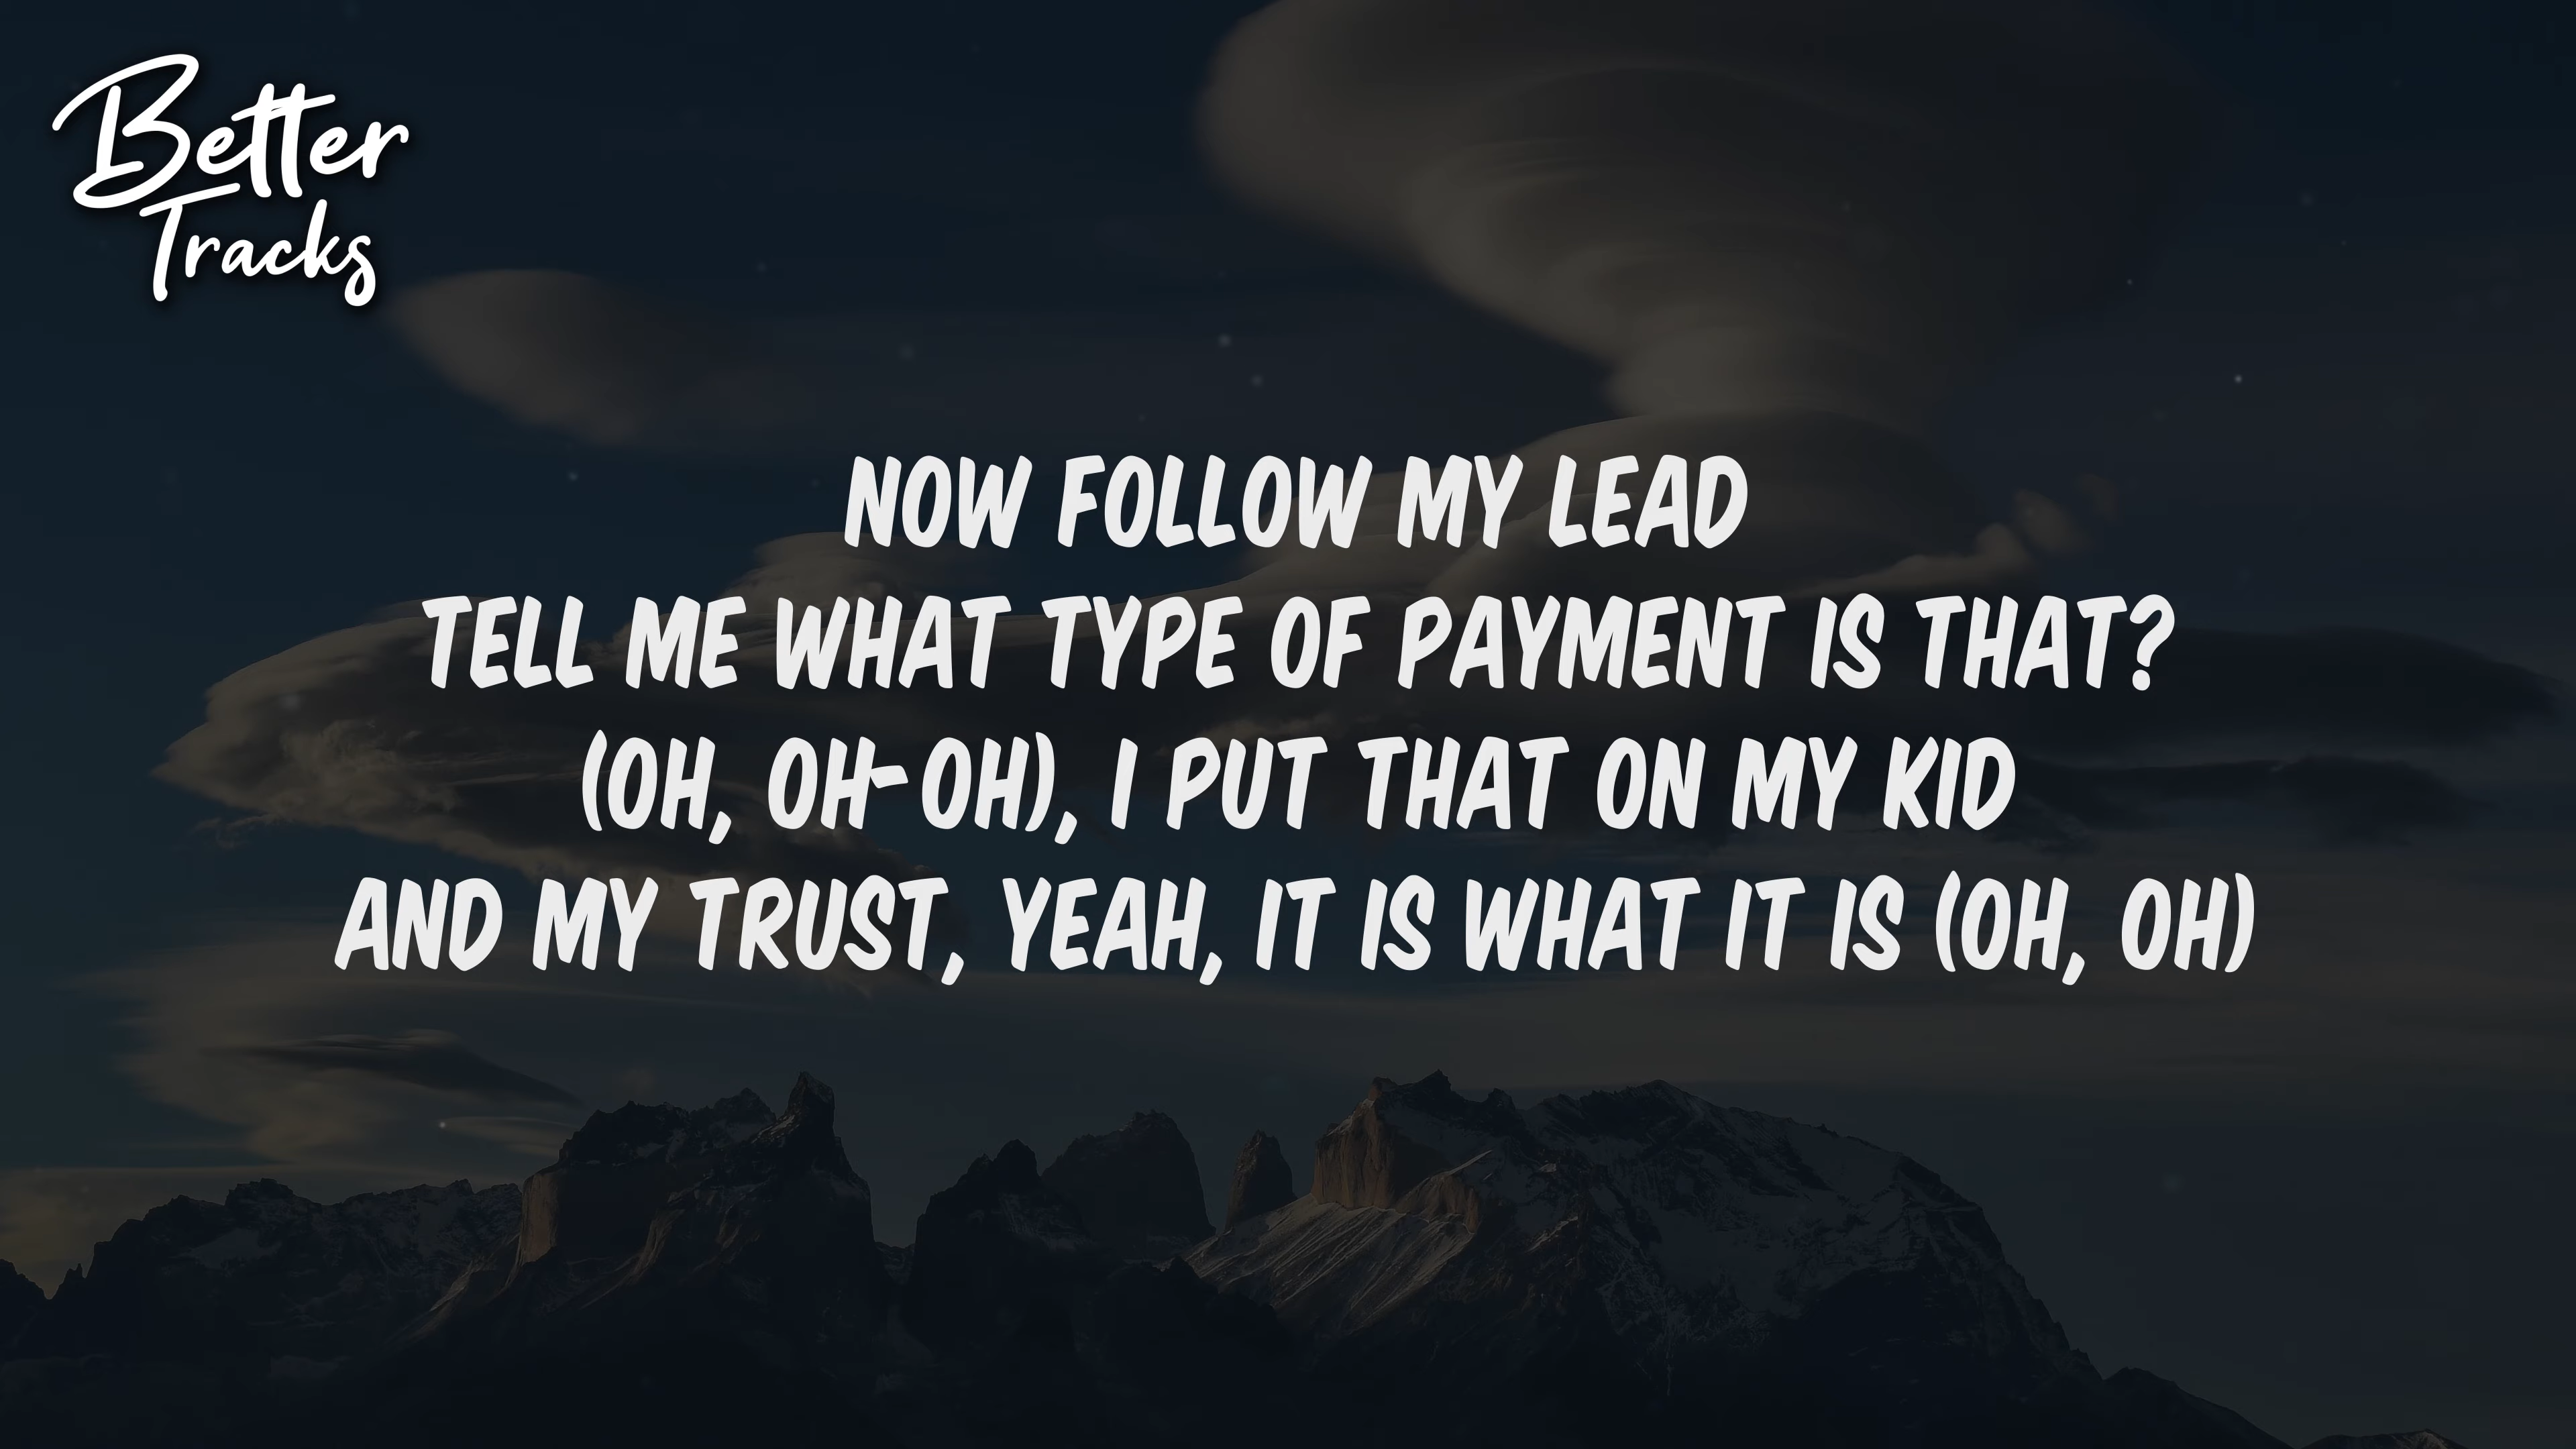 Better
Tracks
NOW FOLLOW MY LEAD
TELL ME WHAT TYPE OF PAYMENT IS THAT?
(OH, OH-OH), I PUT THAT ON MY KID
AND MY TRUST, YEAH, IT IS WHAT IT IS (OH, OH)